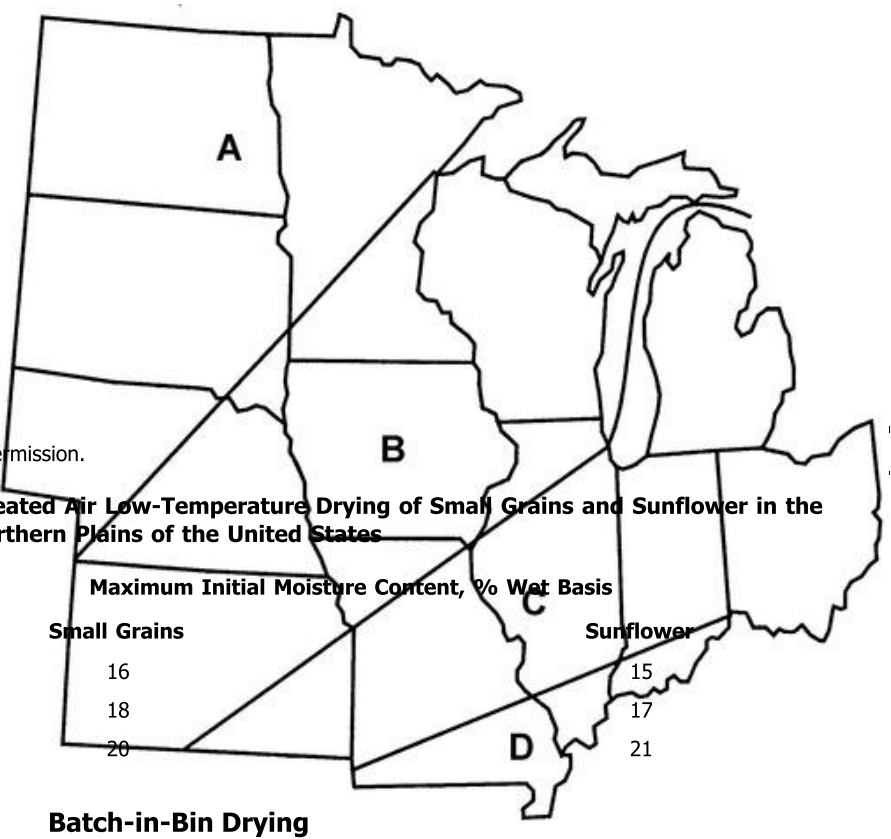 A
B
ermission.
eated Air Low-Temperature Drying of Small Grains and Sunflower in the
rthern Plains of the United States
Maximum Initial Moisture Content, % Wet Basis
C
Small Grains Sunflower
16 15
18 17
20 21
D
Batch-in-Bin Drying